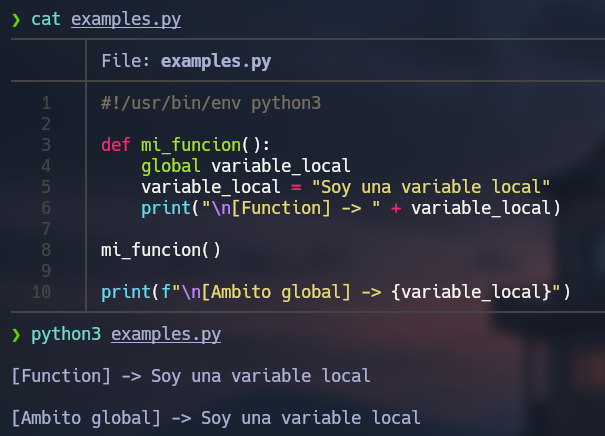 ❯ cat examples.py
File: examples.py
1 #!/usr/bin/env python3
2
3 def mi_funcion():
4     global variable_local
5     variable_local = "Soy una variable local"
6     print("\n[Function] -> " + variable_local)
7
8 mi_funcion()
9
10 print(f"\n[Ambito global] -> {variable_local}")
❯ python3 examples.py
[Function] -> Soy una variable local
[Ambito global] -> Soy una variable local